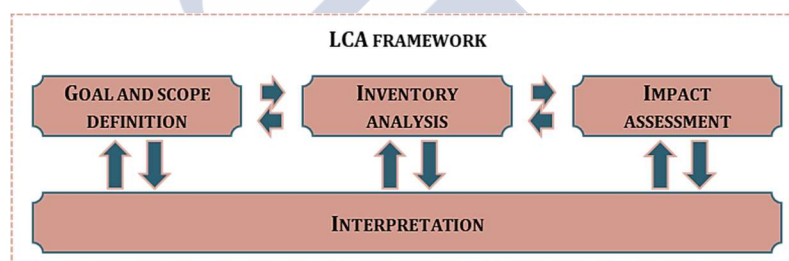 LCA FRAMEWORK
GOAL AND SCOPE
DEFINITION
INVENTORY
ANALYSIS
IMPACT
ASSESSMENT
INTERPRETATION